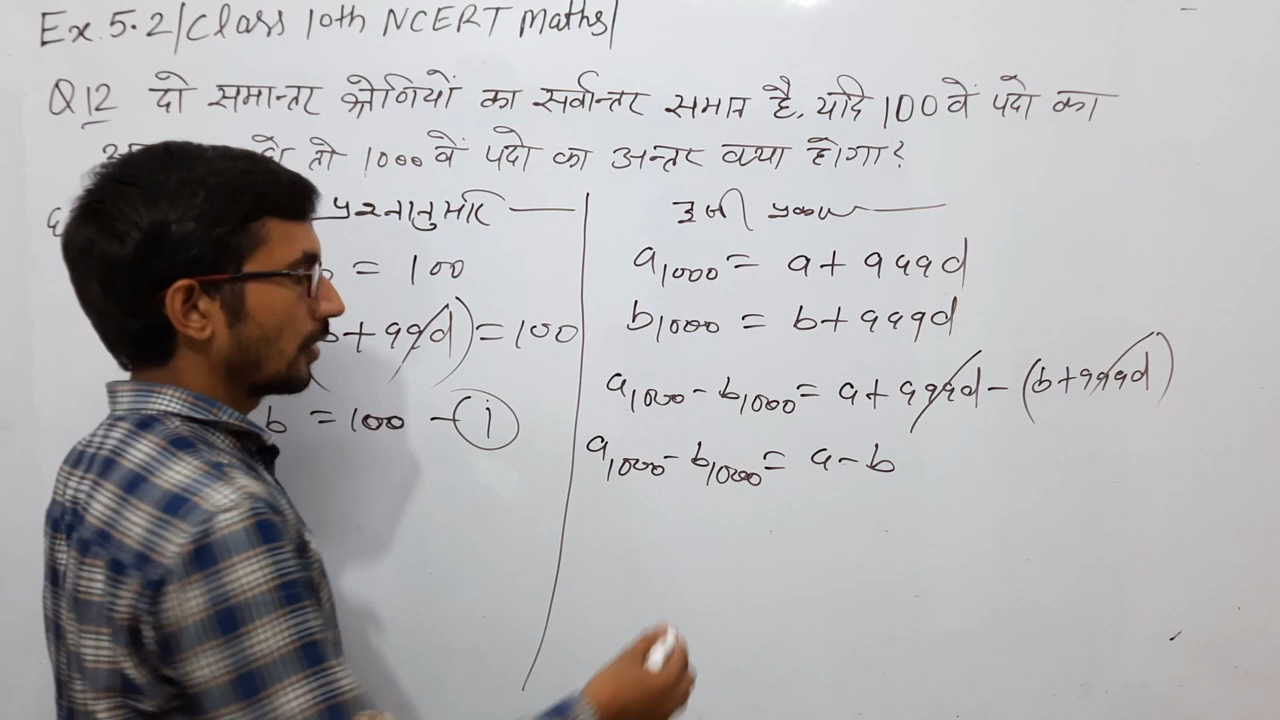 Ex. 5.2/Class 10th NCERT Maths/
Q12 दो समान्तर श्रेणियों का सर्वान्तर समान है, यदि 100 वे पदो का
तो 1000 वें पदो का अन्तर क्या होगा?
प्रश्नानुसार
= 100
b + 99d) = 100
b = 100 - (i)
उसी प्रकार
a1000 = a + 999d
b1000 = b + 999d
a1000 - b1000 = a + 999d - (b + 999d)
a1000 - b1000 = a - b